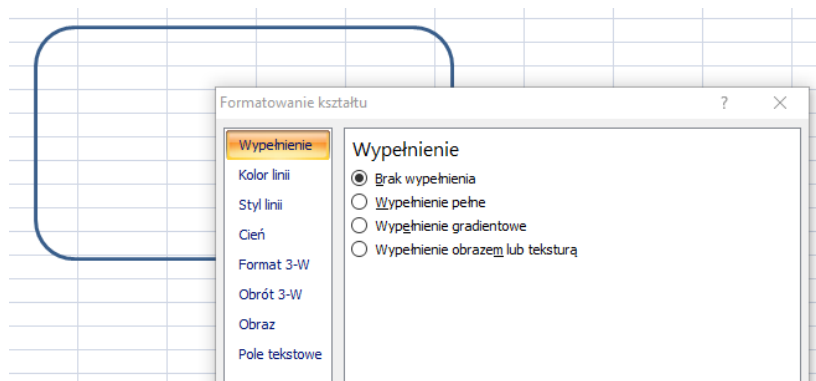 Formatowanie kształtu
?
Wypełnienie
Kolor linii
Styl linii
Cień
Format 3-W
Obrót 3-W
Obraz
Pole tekstowe
Wypełnienie
Brak wypełnienia
Wypełnienie pełne
Wypełnienie gradientowe
Wypełnienie obrazem lub teksturą